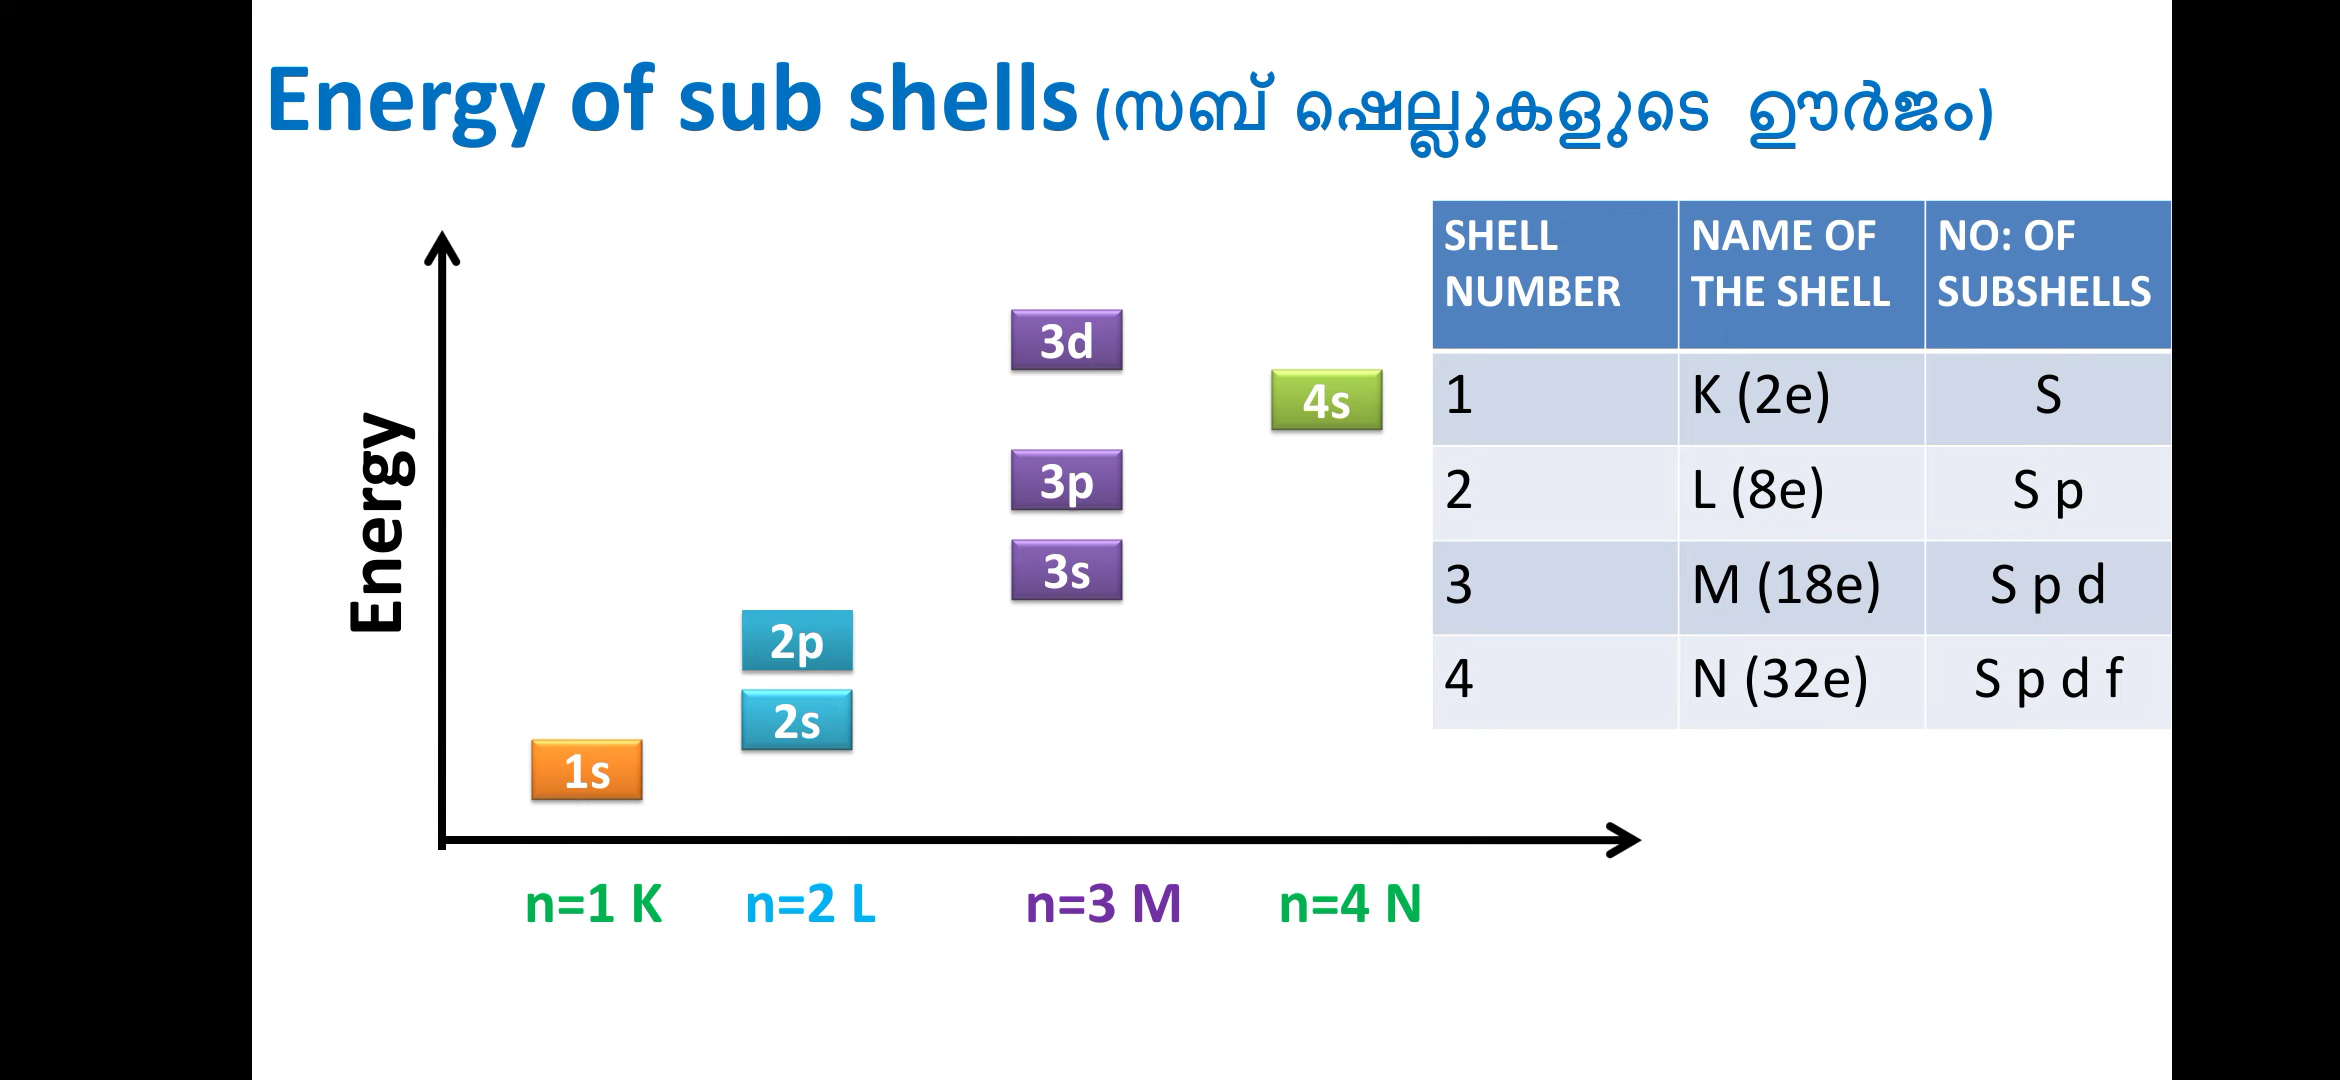 Energy of sub shells (സബ് ഷെല്ലുകളുടെ ഊർജം)
Energy
3d
4s
3p
3s
2p
2s
1s
n=1 K n=2 L n=3 M n=4 N
SHELL NUMBER NAME OF THE SHELL NO: OF SUBSHELLS
1 K (2e) S
2 L (8e) S p
3 M (18e) S p d
4 N (32e) S p d f